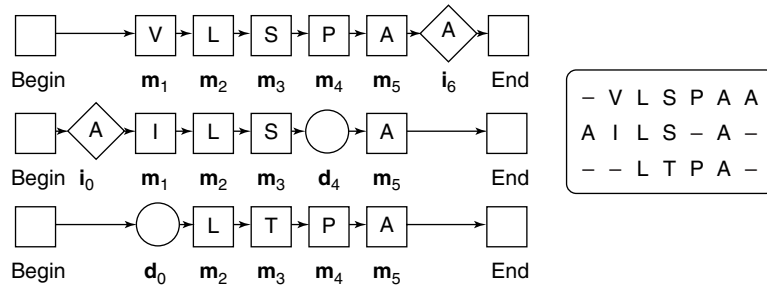 V L S P A A
Begin m₁ m₂ m₃ m₄ m₅ i₆ End
A I L S A
Begin i₀ m₁ m₂ m₃ d₄ m₅ End
L T P A
Begin d₀ m₂ m₃ m₄ m₅ End
– V L S P A A
A I L S – A –
– – L T P A –